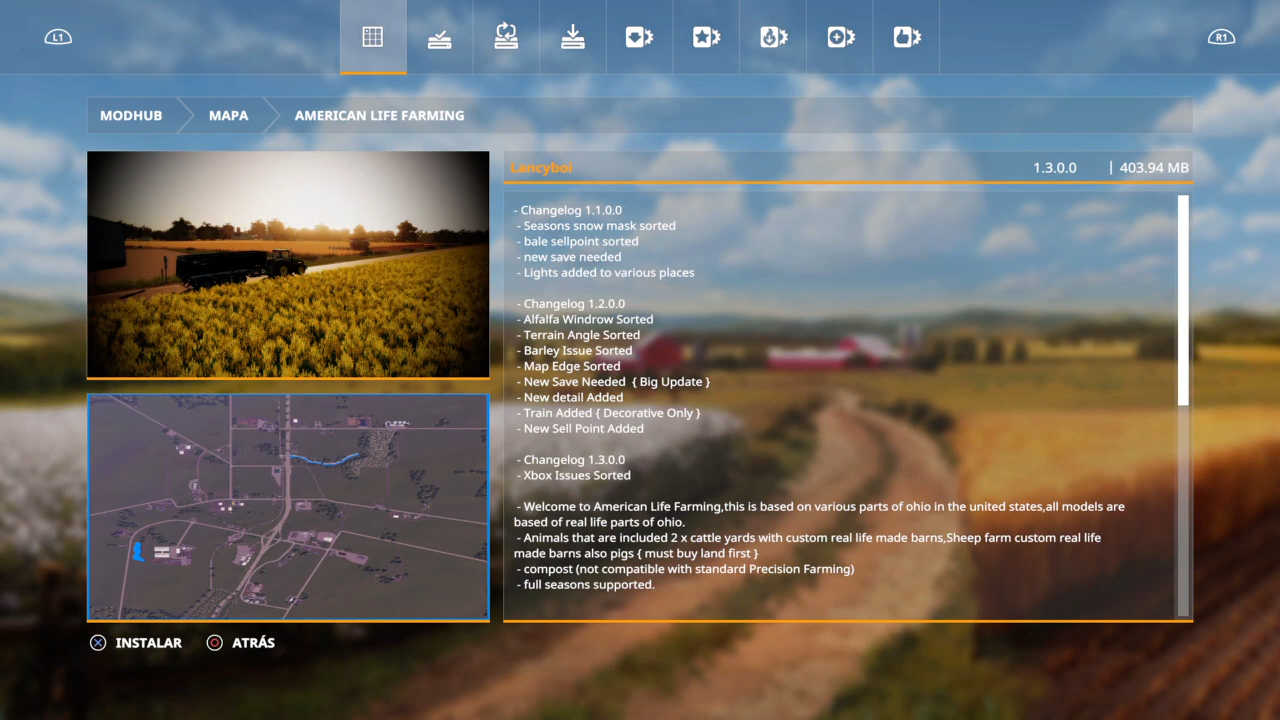 L1
R1
MODHUB
MAPA
AMERICAN LIFE FARMING
Lancyboi
1.3.0.0 | 403.94 MB
- Changelog 1.1.0.0
- Seasons snow mask sorted
- bale sellpoint sorted
- new save needed
- Lights added to various places
- Changelog 1.2.0.0
- Alfalfa Windrow Sorted
- Terrain Angle Sorted
- Barley Issue Sorted
- Map Edge Sorted
- New Save Needed { Big Update }
- New detail Added
- Train Added { Decorative Only }
- New Sell Point Added
- Changelog 1.3.0.0
- Xbox Issues Sorted
- Welcome to American Life Farming,this is based on various parts of ohio in the united states,all models are
based of real life parts of ohio.
- Animals that are included 2 x cattle yards with custom real life made barns,Sheep farm custom real life
made barns also pigs { must buy land first }
- compost (not compatible with standard Precision Farming)
- full seasons supported.
INSTALAR
ATRÁS